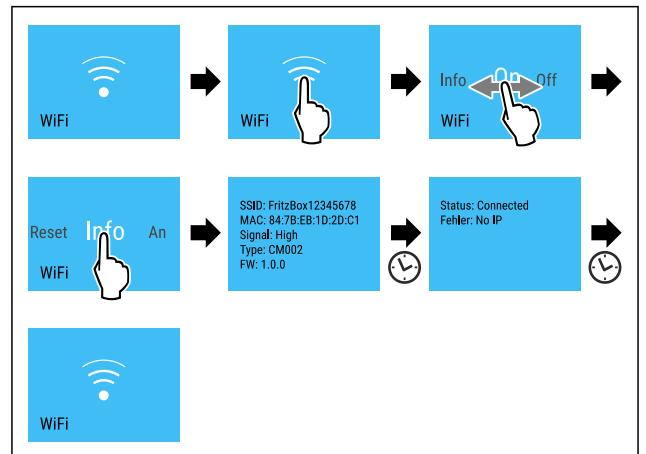 WiFi
WiFi
Info On Off
WiFi
Reset Info An
WiFi
SSID: FritzBox12345678
MAC: 84:7B:EB:1D:2D:C1
Signal: High
Type: CM002
FW: 1.0.0
Status: Connected
Fehler: No IP
WiFi